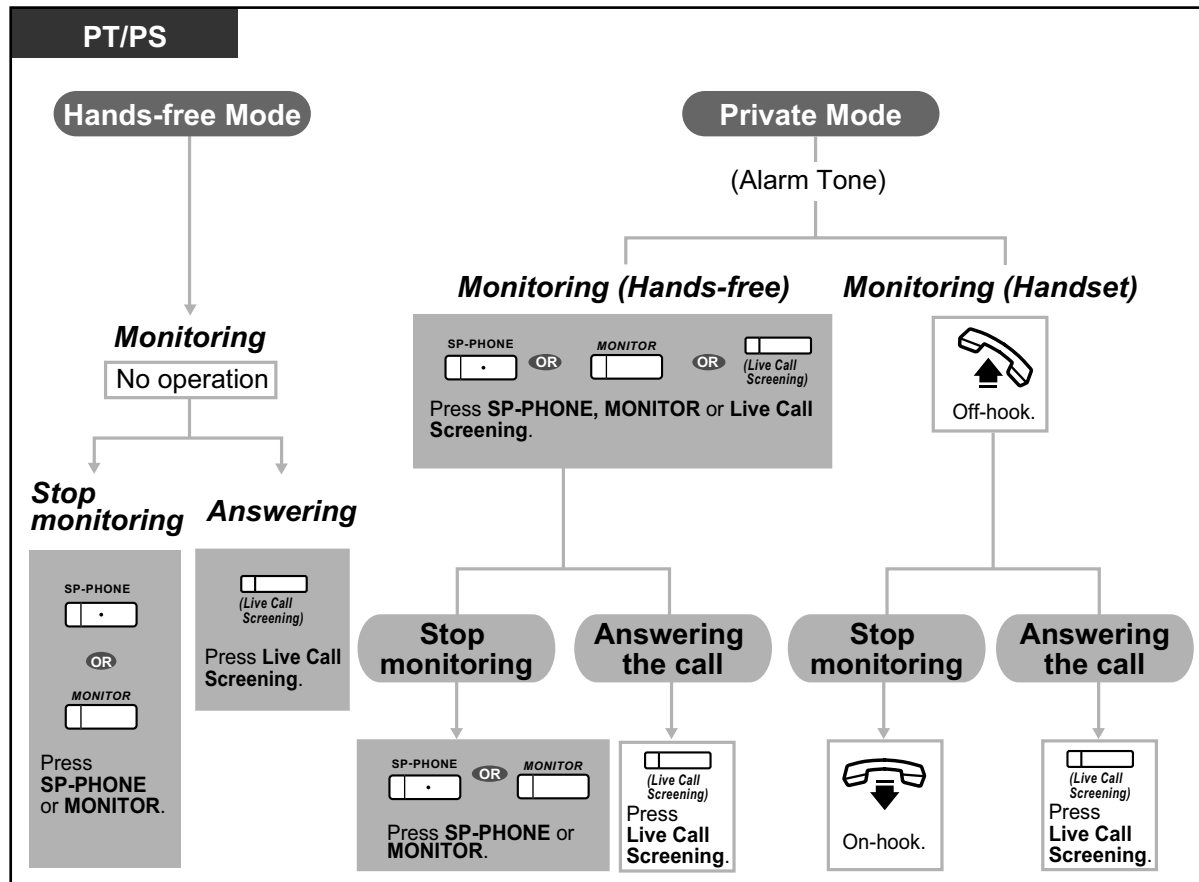 PT/PS
Hands-free Mode
Monitoring
No operation
Stop
monitoring
SP-PHONE
OR
MONITOR
Press
SP-PHONE
or MONITOR.
Answering
(Live Call
Screening)
Press Live Call
Screening.
Private Mode
(Alarm Tone)
Monitoring (Hands-free)
SP-PHONE OR MONITOR OR (Live Call
Screening)
Press SP-PHONE, MONITOR or Live Call
Screening.
Stop
monitoring
SP-PHONE OR MONITOR
Press SP-PHONE or
MONITOR.
Answering
the call
(Live Call
Screening)
Press
Live Call
Screening.
Monitoring (Handset)
Off-hook.
Stop
monitoring
On-hook.
Answering
the call
(Live Call
Screening)
Press
Live Call
Screening.